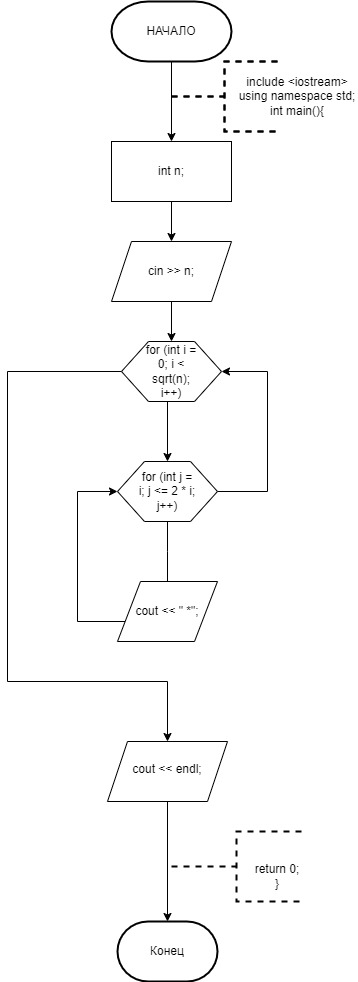 НАЧАЛО
include <iostream>
using namespace std;
int main(){
int n;
cin >> n;
for (int i =
0; i <
sqrt(n);
i++)
for (int j =
i; j <= 2 * i;
j++)
cout << " *";
cout << endl;
return 0;
}
Конец